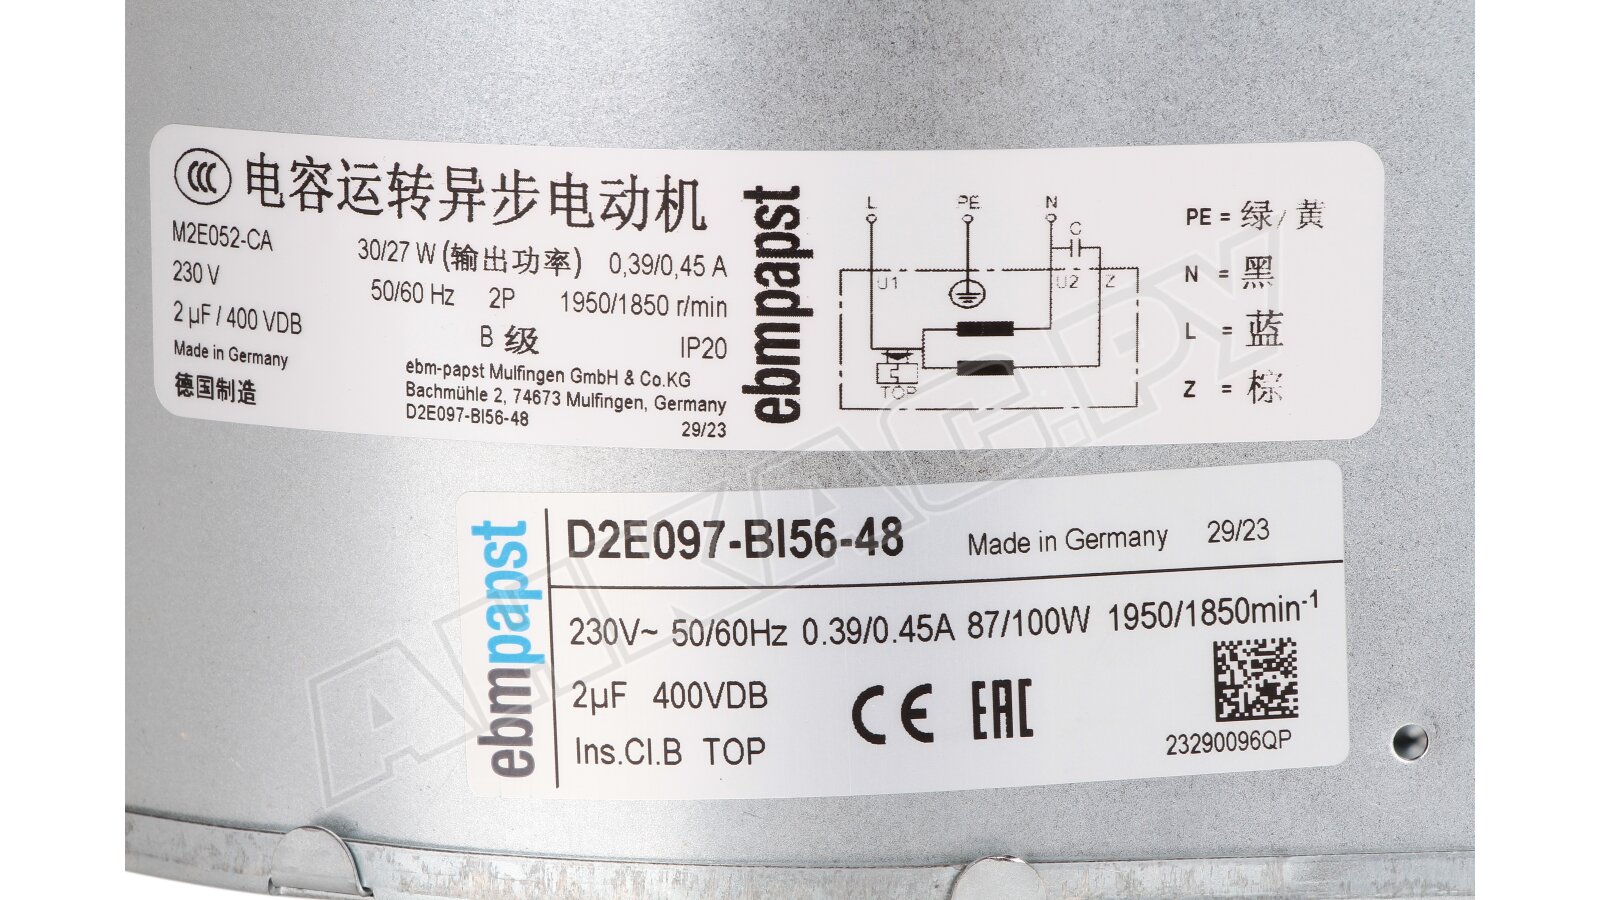 CCC 电容运转异步电动机
M2E052-CA 30/27 W (输出功率) 0,39/0,45 A
230 V 50/60 Hz 2P 1950/1850 r/min
2 µF / 400 VDB B 级 IP20
Made in Germany ebm-papst Mulfingen GmbH & Co.KG
德国制造 Bachmühle 2, 74673 Mulfingen, Germany
D2E097-BI56-48 29/23
ebmpapst
L PE N
C
U1 U2 Z
TOP
PE = 绿/黄
N = 黑
L = 蓝
Z = 棕
ebmpapst
D2E097-BI56-48 Made in Germany 29/23
230V~ 50/60Hz 0.39/0.45A 87/100W 1950/1850min-1
2µF 400VDB CE EAC
Ins.Cl.B TOP 23290096QP